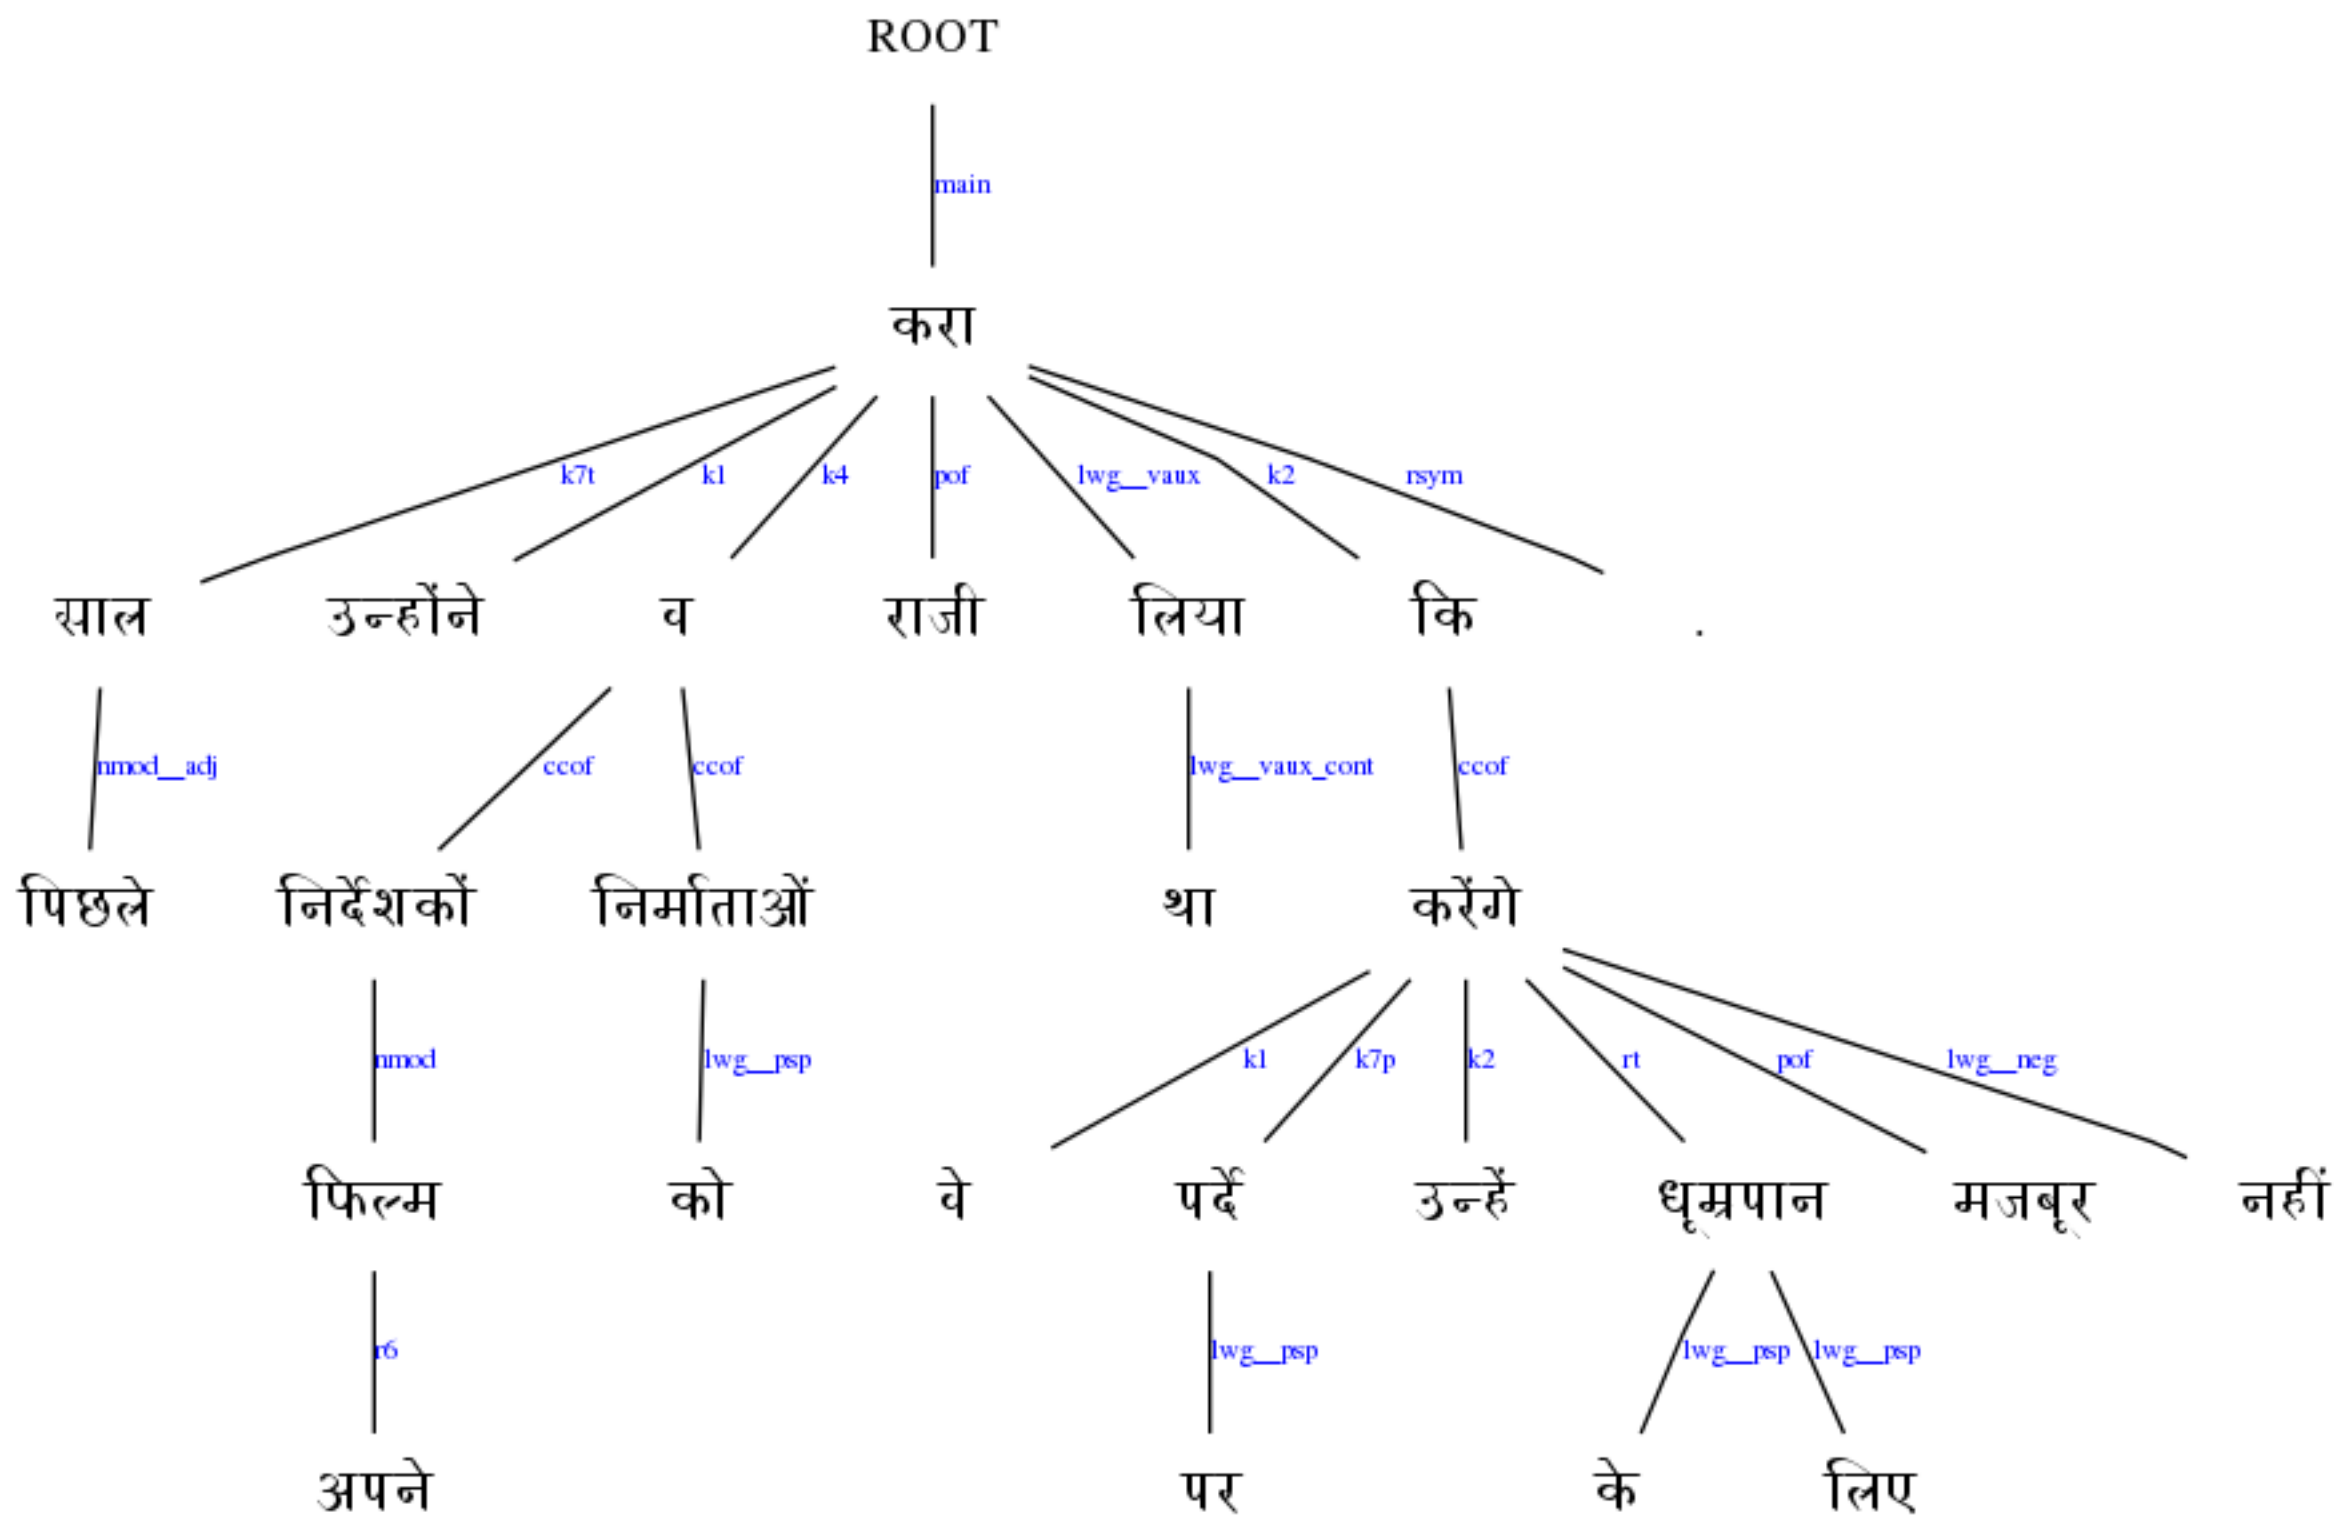 ROOT
main
करा
k7t k1 k4 pof lwg__vaux k2 rsym
साल उन्होंने व राजी लिया कि .
nmod__adj ccof ccof lwg__vaux_cont ccof
पिछले निर्देशकों निर्माताओं था करेंगे
nmod lwg__psp k1 k7p k2 rt pof lwg__neg
फिल्म को वे पर्दे उन्हें धूम्रपान मजबूर नहीं
r6 lwg__psp lwg__psp lwg__psp
अपने पर के लिए